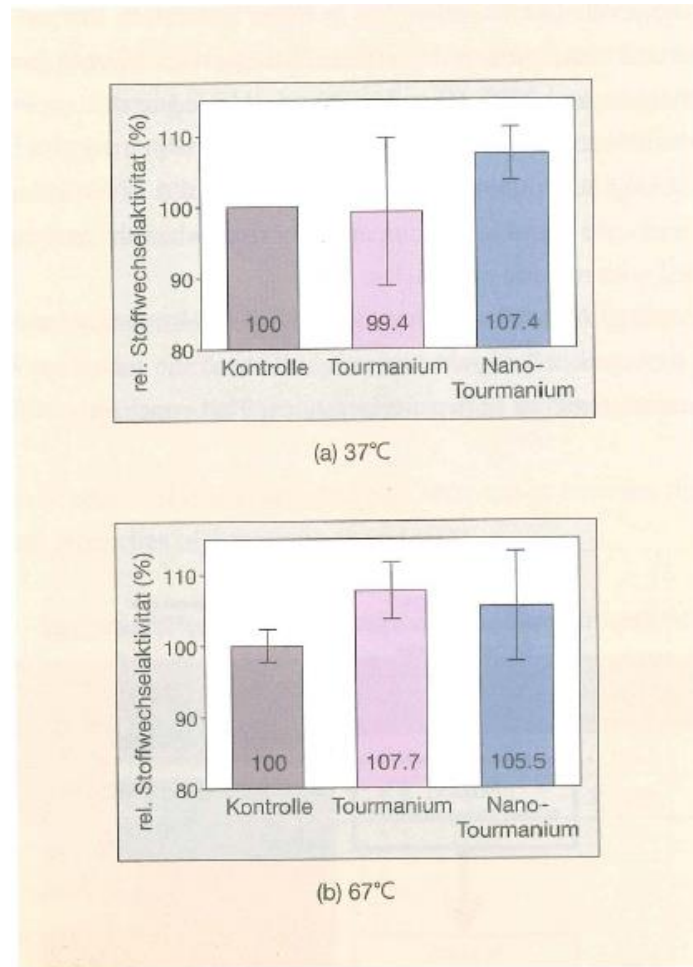 rel. Stoffwechselaktivität (%)
110
100
90
80
100
99.4
107.4
Kontrolle
Tourmanium
Nano-
Tourmanium
(a) 37°C
rel. Stoffwechselaktivität (%)
110
100
90
80
100
107.7
105.5
Kontrolle
Tourmanium
Nano-
Tourmanium
(b) 67°C